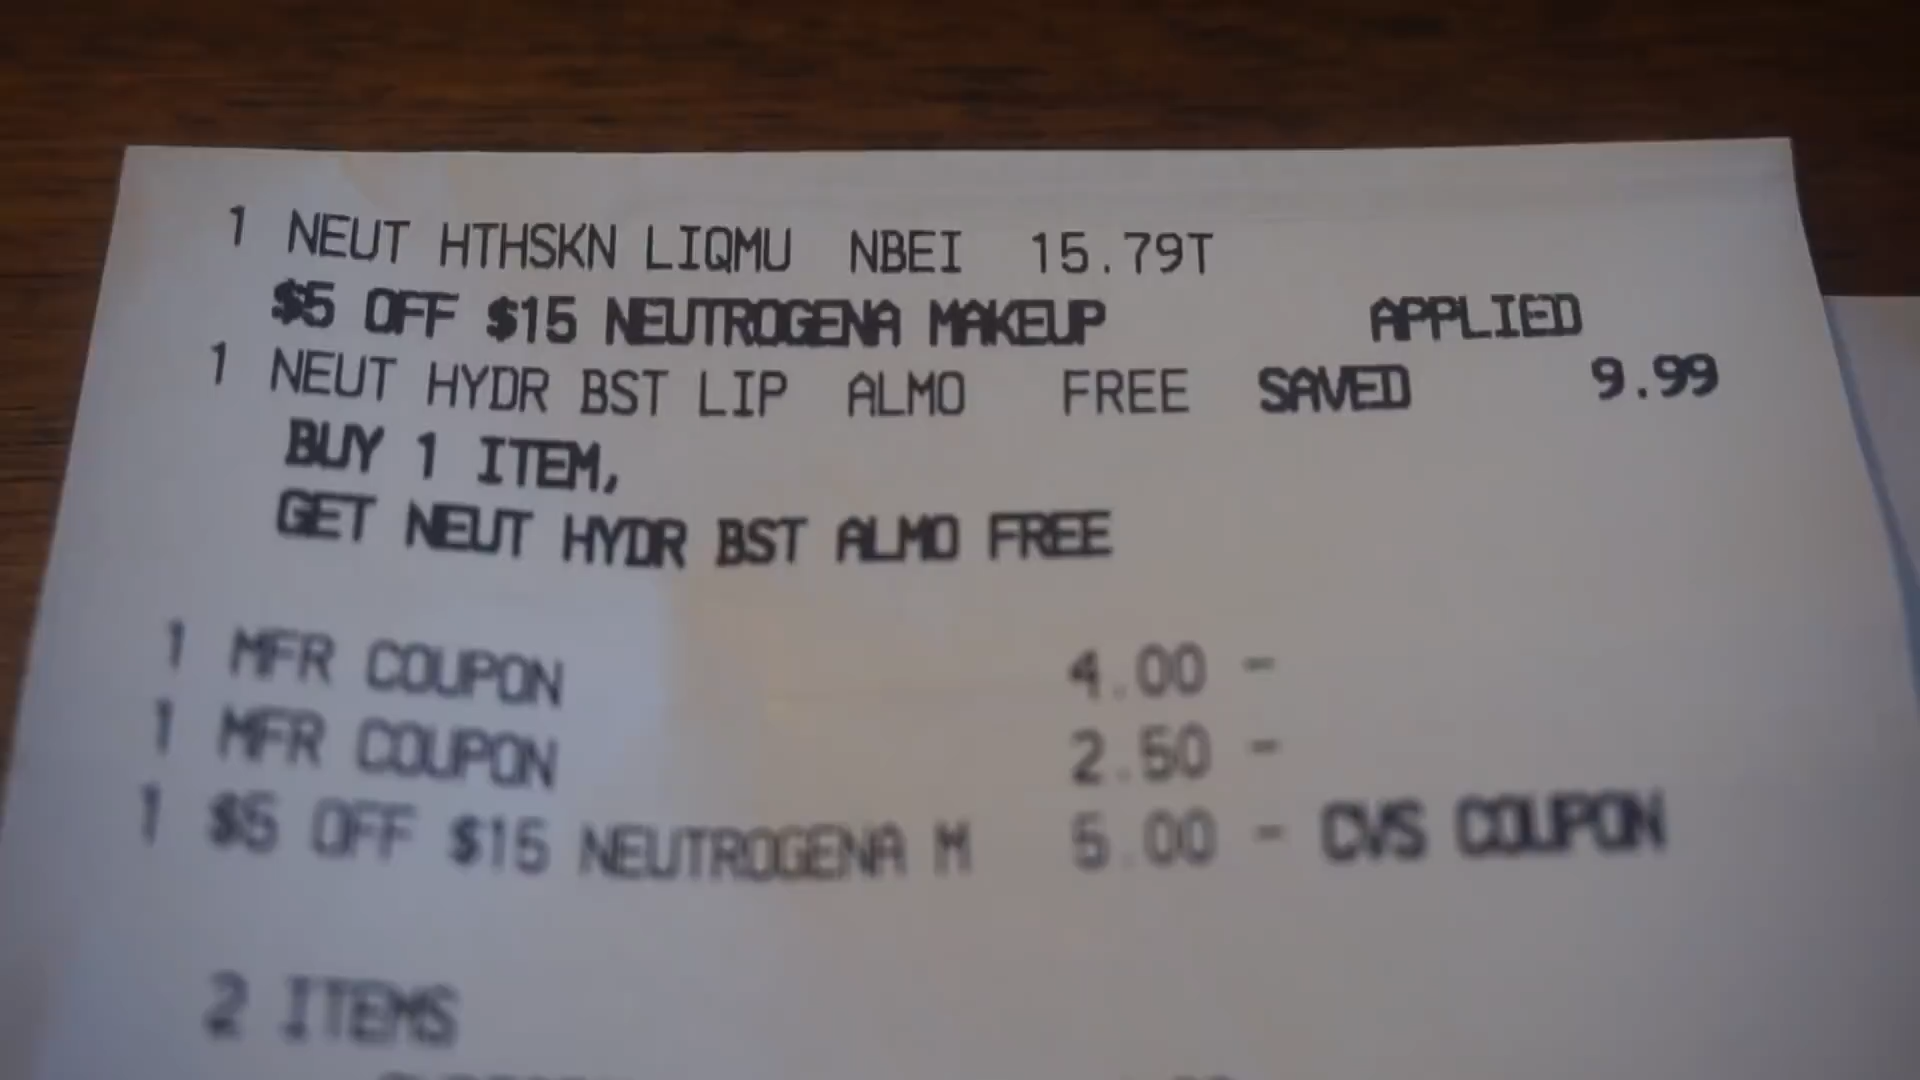 1 NEUT HTHSKN LIQMU NBEI 15.79T
$5 OFF $15 NEUTROGENA MAKEUP APPLIED
1 NEUT HYDR BST LIP ALMO FREE SAVED 9.99
BUY 1 ITEM,
GET NEUT HYDR BST ALMO FREE
1 MFR COUPON 4.00 -
1 MFR COUPON 2.50 -
1 $5 OFF $15 NEUTROGENA M 5.00 - CVS COUPON
2 ITEMS